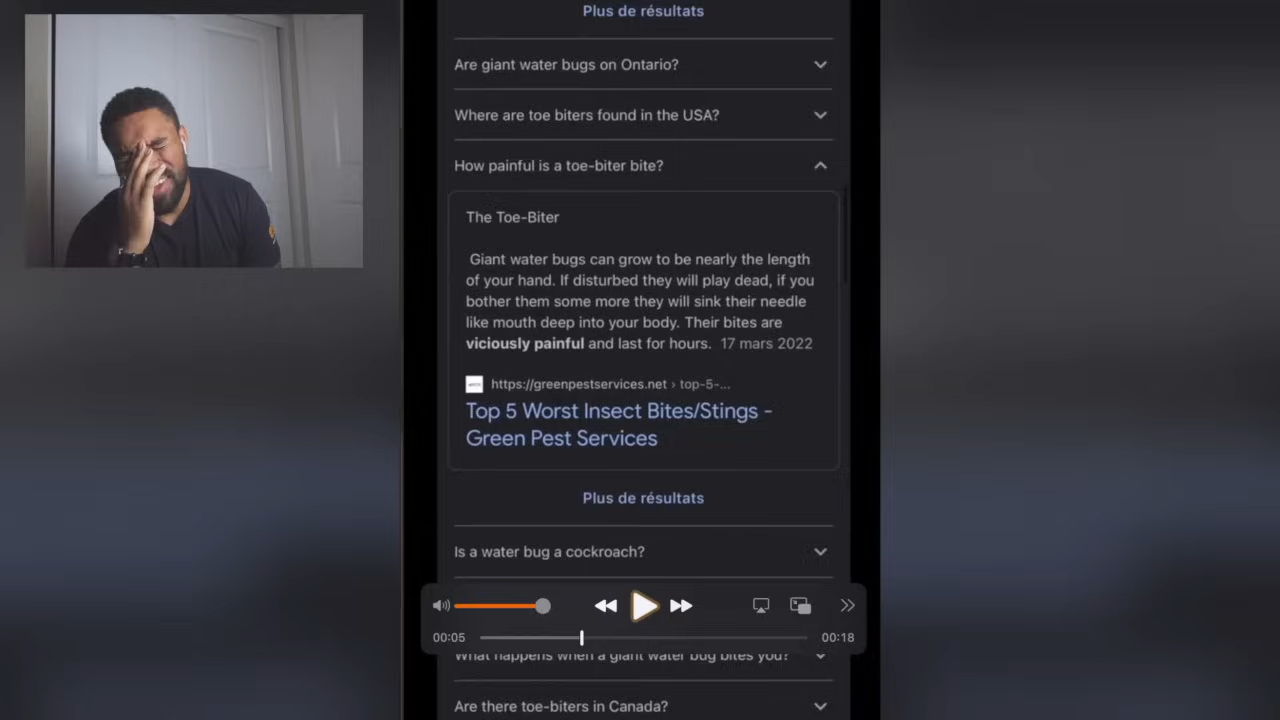 Plus de résultats
Are giant water bugs on Ontario?
Where are toe biters found in the USA?
How painful is a toe-biter bite?
The Toe-Biter
Giant water bugs can grow to be nearly the length
of your hand. If disturbed they will play dead, if you
bother them some more they will sink their needle
like mouth deep into your body. Their bites are
viciously painful and last for hours. 17 mars 2022
https://greenpestservices.net › top-5-...
Top 5 Worst Insect Bites/Stings -
Green Pest Services
Plus de résultats
Is a water bug a cockroach?
00:05
00:18
What happens when a giant water bug bites you?
Are there toe-biters in Canada?